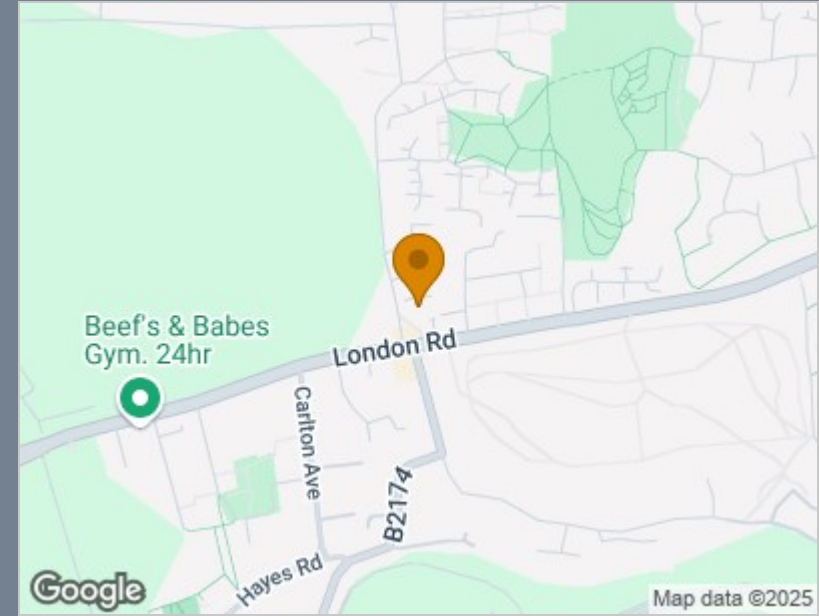 Beef's & Babes
Gym. 24hr
London Rd
Carlton Ave
B2174
Hayes Rd
Google
Map data ©2025